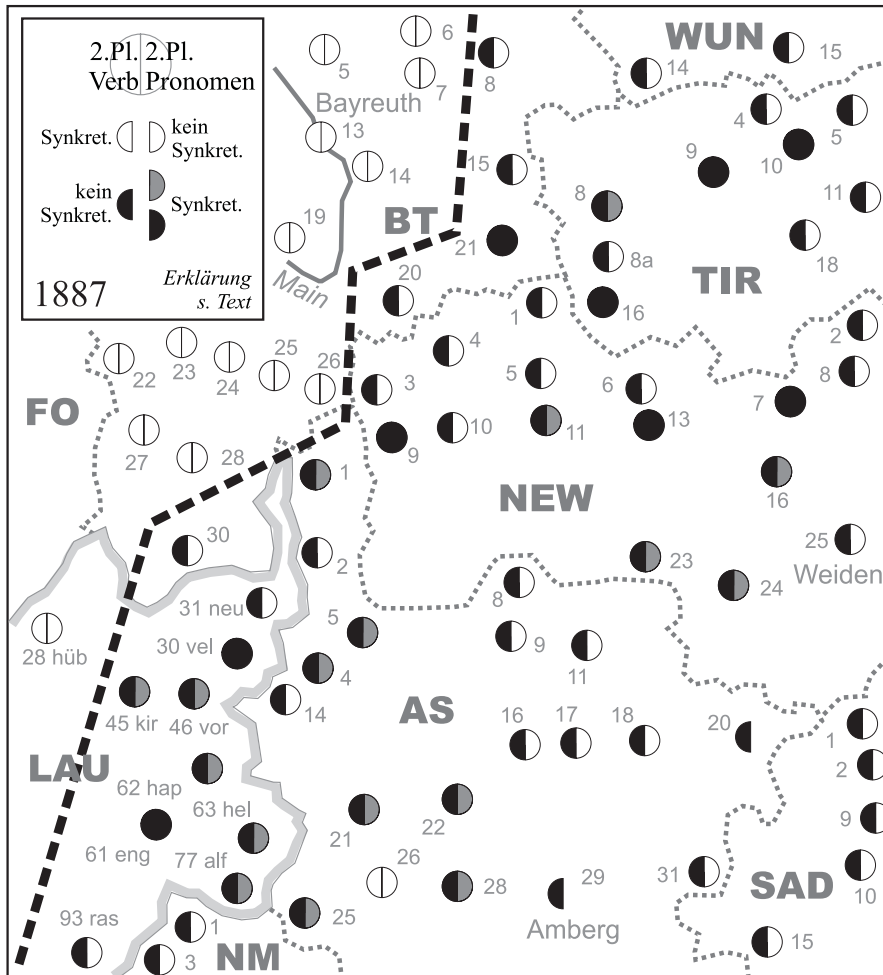 2.Pl. 2.Pl.
Verb Pronomen
Synkret.
kein
Synkret.
kein
Synkret.
Synkret.
1887
Erklärung
s. Text
6
WUN
15
5
7
8
14
Bayreuth
4
5
13
9
10
14
15
11
8
19
BT
21
8a
18
Main
20
TIR
1
16
2
22
23
24
25
26
4
3
5
6
8
FO
7
27
28
9
10
11
13
1
NEW
16
30
2
23
25
24
Weiden
31 neu
8
28 hüb
30 vel
5
9
4
11
45 kir
46 vor
14
AS
16
17
18
20
1
LAU
2
62 hap
63 hel
21
22
9
61 eng
77 alf
26
31
SAD
10
28
29
25
93 ras
1
Amberg
3
NM
15